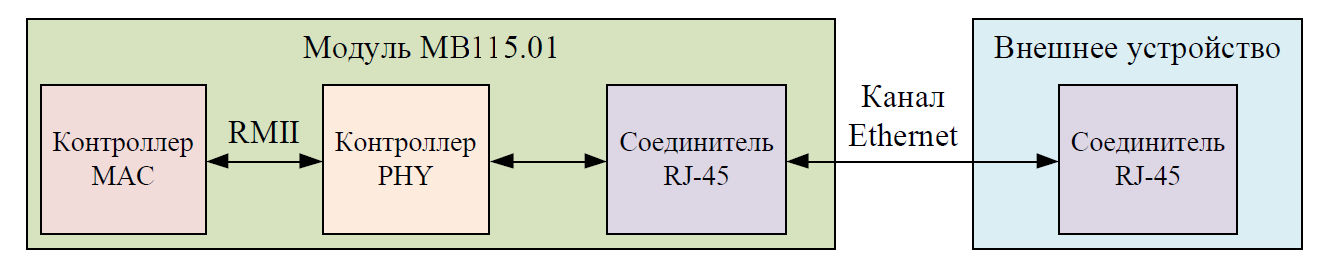 Модуль МВ115.01
Внешнее устройство
Контроллер
MAC
RMII
Контроллер
PHY
Соединитель
RJ-45
Канал
Ethernet
Соединитель
RJ-45